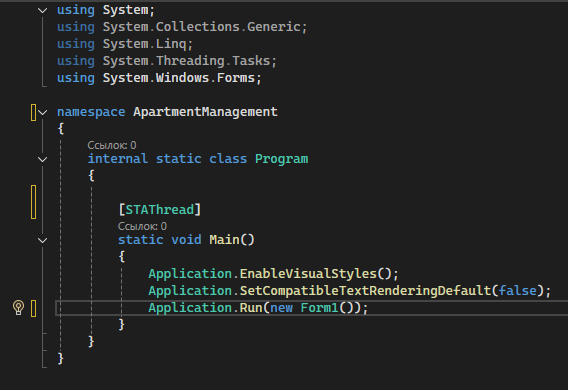 using System;
using System.Collections.Generic;
using System.Linq;
using System.Threading.Tasks;
using System.Windows.Forms;
namespace ApartmentManagement
{
Ссылок: 0
internal static class Program
{
[STAThread]
Ссылок: 0
static void Main()
{
Application.EnableVisualStyles();
Application.SetCompatibleTextRenderingDefault(false);
Application.Run(new Form1());
}
}
}